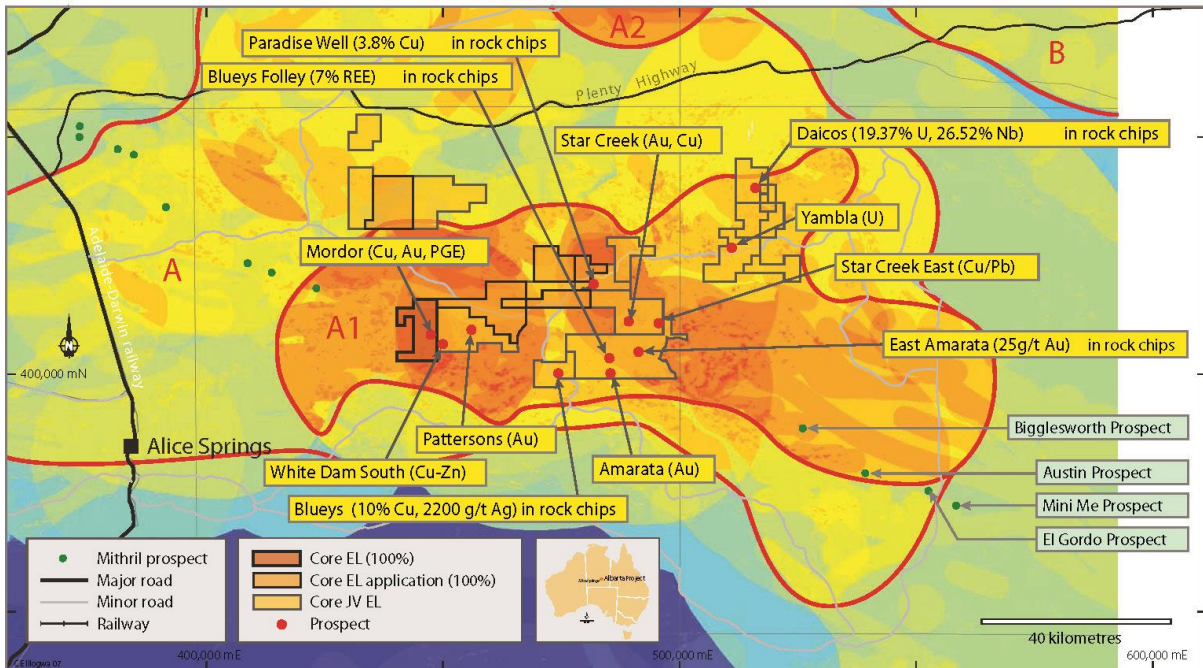 A2
B
Paradise Well (3.8% Cu) in rock chips
Blueys Folley (7% REE) in rock chips
Plenty Highway
Star Creek (Au, Cu)
Daicos (19.37% U, 26.52% Nb) in rock chips
Yambla (U)
Mordor (Cu, Au, PGE)
Star Creek East (Cu/Pb)
A
Adelaide-Darwin railway
A1
N
East Amarata (25g/t Au) in rock chips
400,000 mN
Alice Springs
Pattersons (Au)
Bigglesworth Prospect
White Dam South (Cu-Zn)
Amarata (Au)
Austin Prospect
Blueys (10% Cu, 2200 g/t Ag) in rock chips
Mini Me Prospect
El Gordo Prospect
Mithril prospect
Major road
Minor road
Railway
Core EL (100%)
Core EL application (100%)
Core JV EL
Prospect
Alice Springs
Albarta Project
40 kilometres
400,000 mE
500,000 mE
600,000 mE